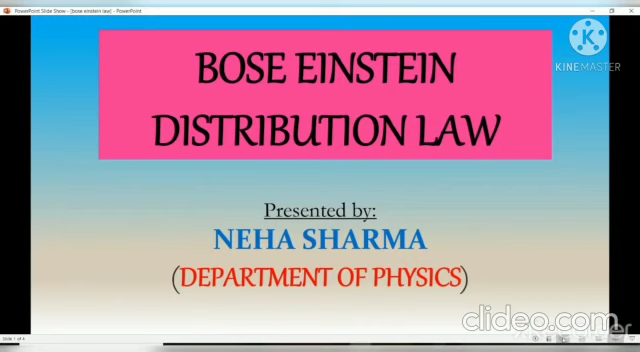 PowerPoint Slide Show - [bose einstein law] - PowerPoint
KINEMASTER
BOSE EINSTEIN
DISTRIBUTION LAW
Presented by:
NEHA SHARMA
(DEPARTMENT OF PHYSICS)
clideo.com
Slide 1 of 4